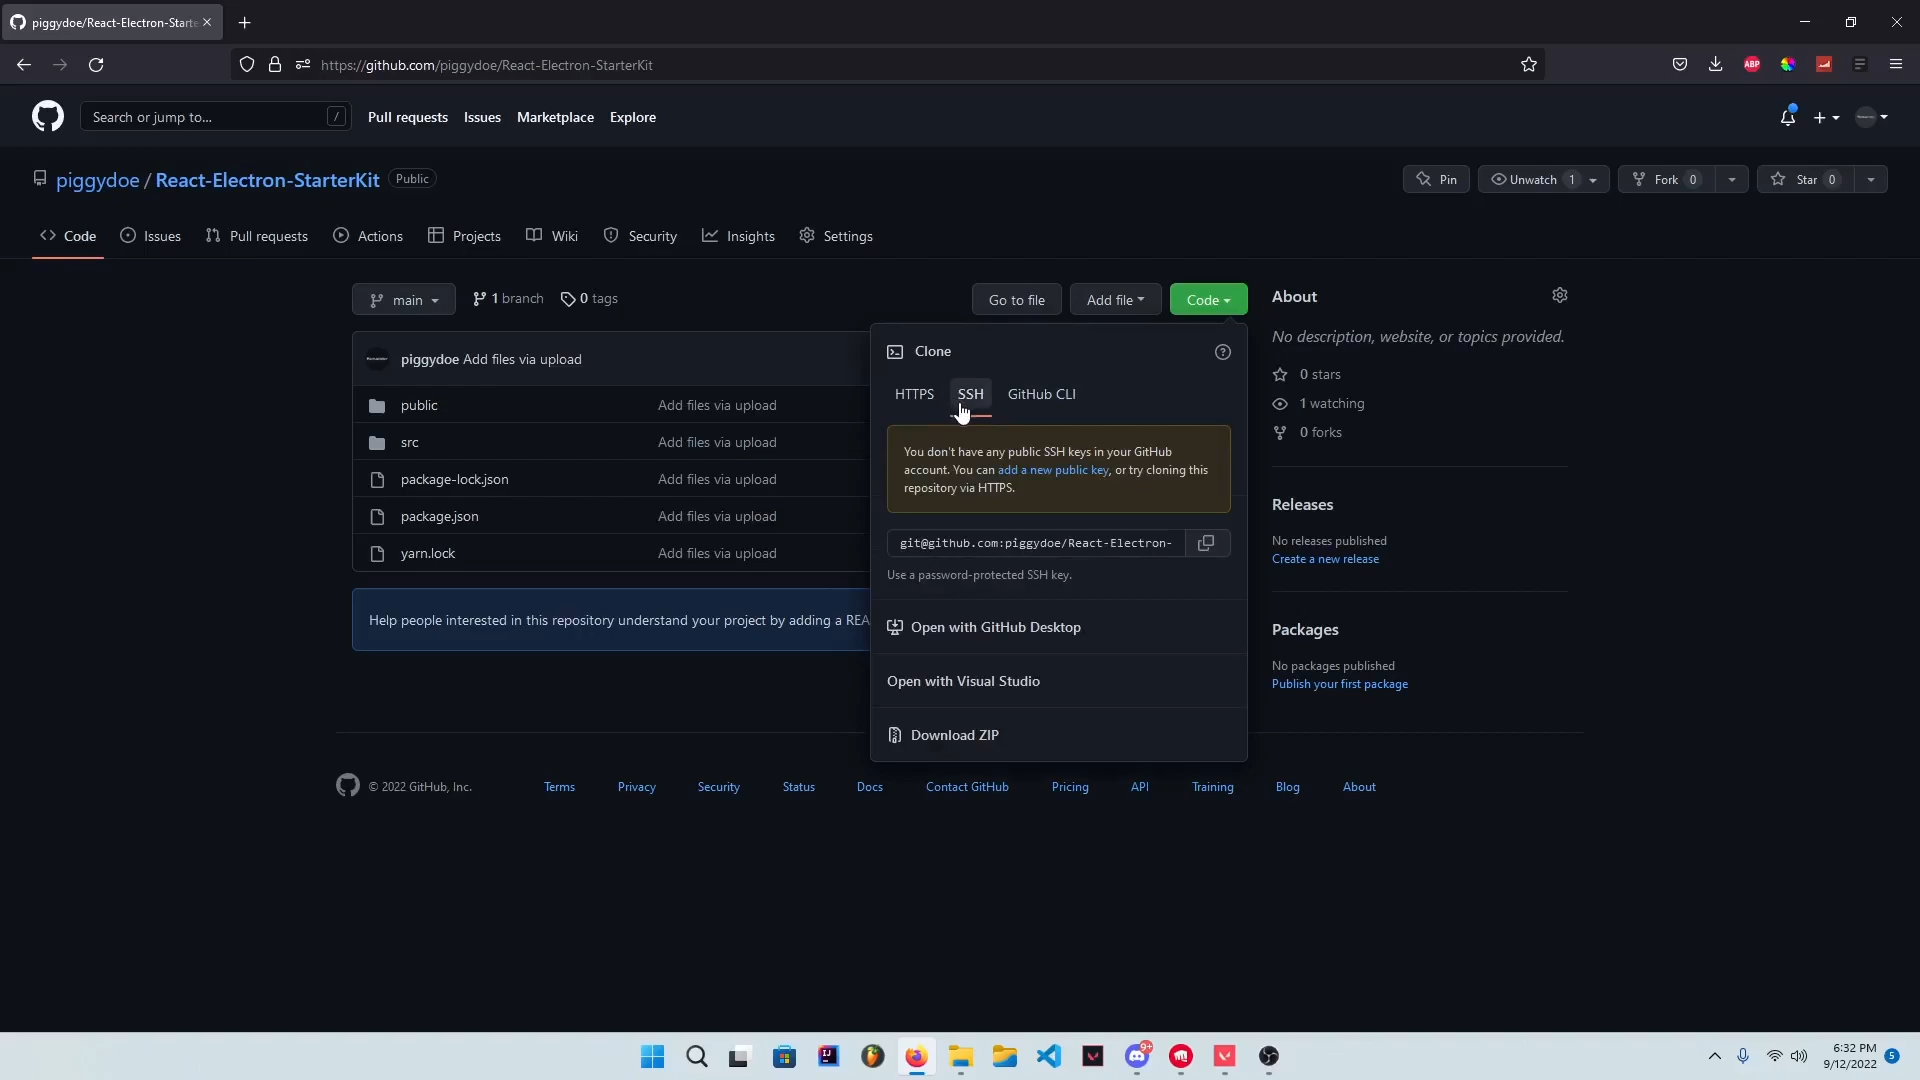 piggydoe/React-Electron-Starte
https://github.com/piggydoe/React-Electron-StarterKit
ABP
Search or jump to...
/
Pull requests
Issues
Marketplace
Explore
piggydoe / React-Electron-StarterKit
Public
Pin
Unwatch 1
Fork 0
Star 0
Code
Issues
Pull requests
Actions
Projects
Wiki
Security
Insights
Settings
main
1 branch
0 tags
Go to file
Add file
Code
piggydoe Add files via upload
public
Add files via upload
src
Add files via upload
package-lock.json
Add files via upload
package.json
Add files via upload
yarn.lock
Add files via upload
Help people interested in this repository understand your project by adding a REA
Clone
HTTPS
SSH
GitHub CLI
You don't have any public SSH keys in your GitHub
account. You can add a new public key, or try cloning this
repository via HTTPS.
git@github.com:piggydoe/React-Electron-
Use a password-protected SSH key.
Open with GitHub Desktop
Open with Visual Studio
Download ZIP
About
No description, website, or topics provided.
0 stars
1 watching
0 forks
Releases
No releases published
Create a new release
Packages
No packages published
Publish your first package
© 2022 GitHub, Inc.
Terms
Privacy
Security
Status
Docs
Contact GitHub
Pricing
API
Training
Blog
About
IJ
9+
6:32 PM
9/12/2022
5